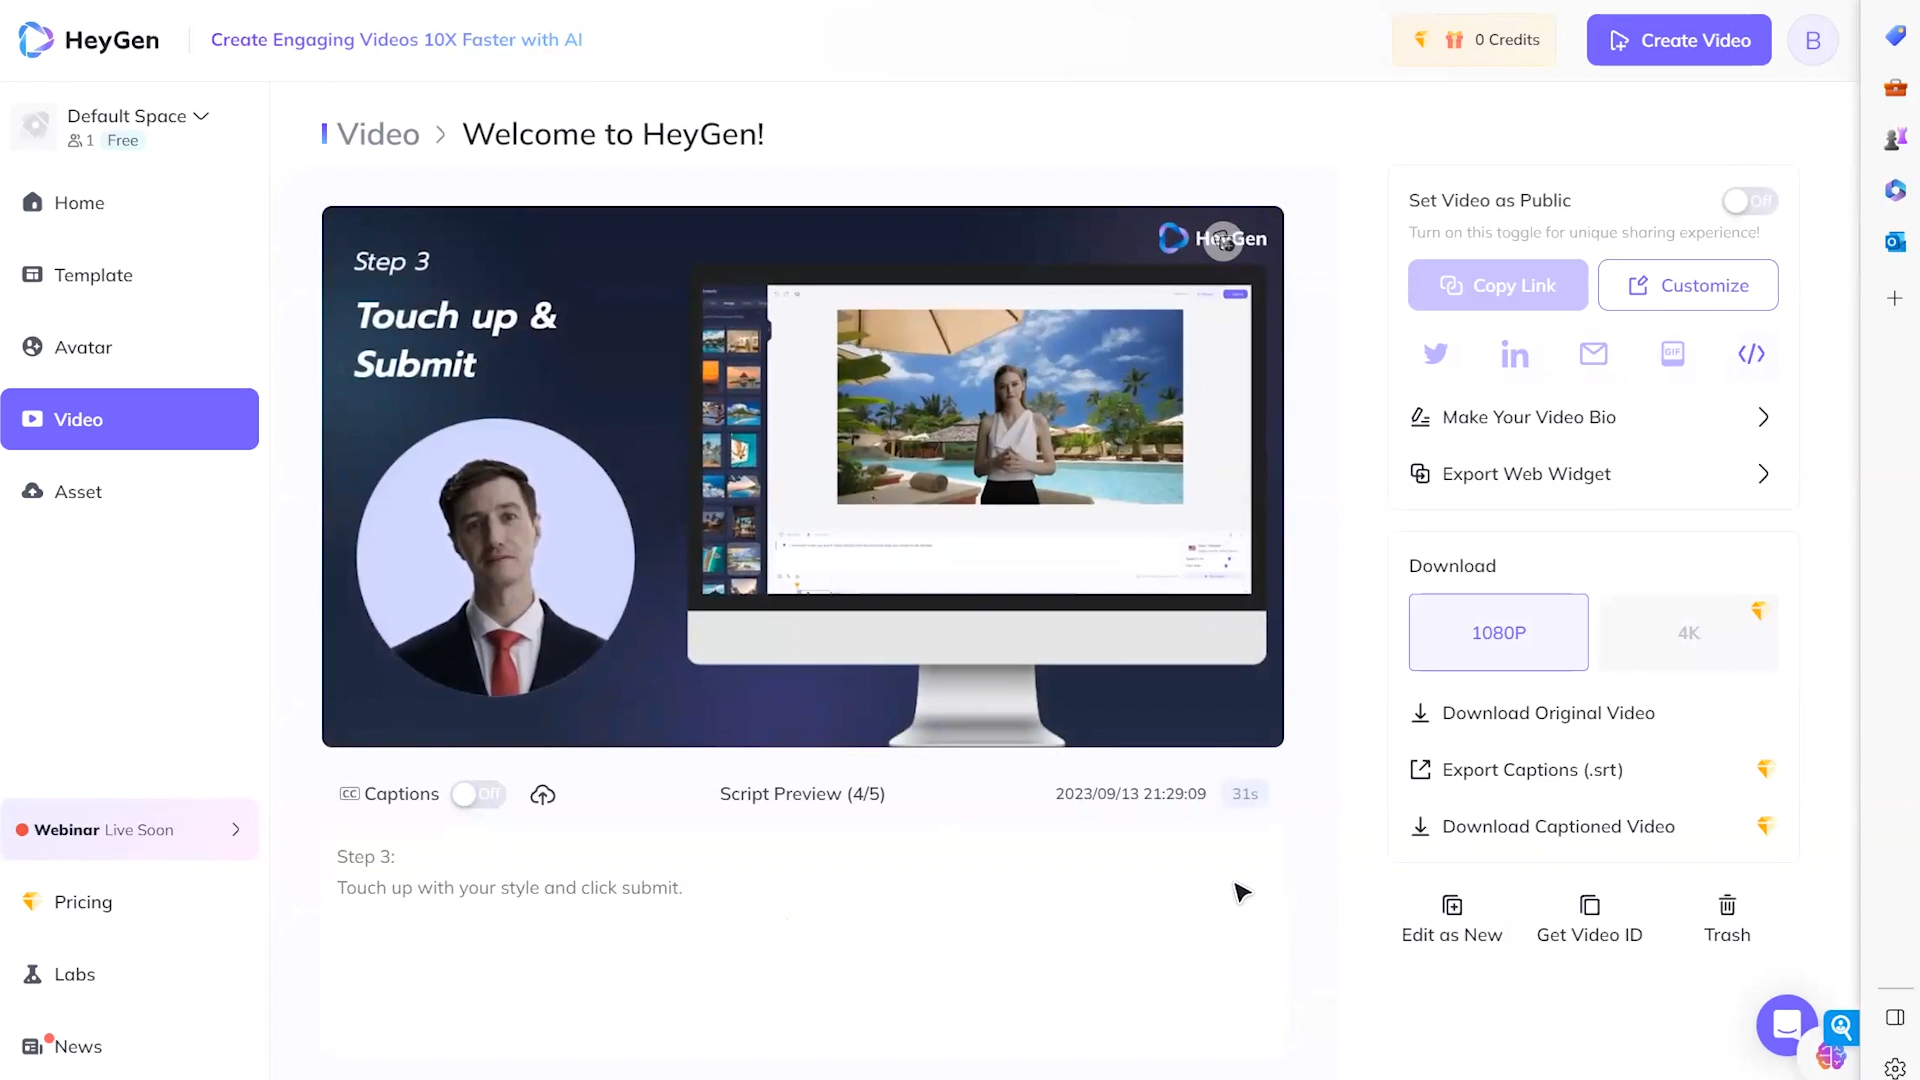 HeyGen
Create Engaging Videos 10X Faster with AI
0 Credits
Create Video
B
Default Space
1 Free
Home
Template
Avatar
Video
Asset
Webinar Live Soon
Pricing
Labs
News
Video > Welcome to HeyGen!
Step 3
Touch up &
Submit
HeyGen
CC Captions Off
Script Preview (4/5)
2023/09/13 21:29:09 31s
Step 3:
Touch up with your style and click submit.
Set Video as Public Off
Turn on this toggle for unique sharing experience!
Copy Link
Customize
GIF
Make Your Video Bio
Export Web Widget
Download
1080P
4K
Download Original Video
Export Captions (.srt)
Download Captioned Video
Edit as New
Get Video ID
Trash